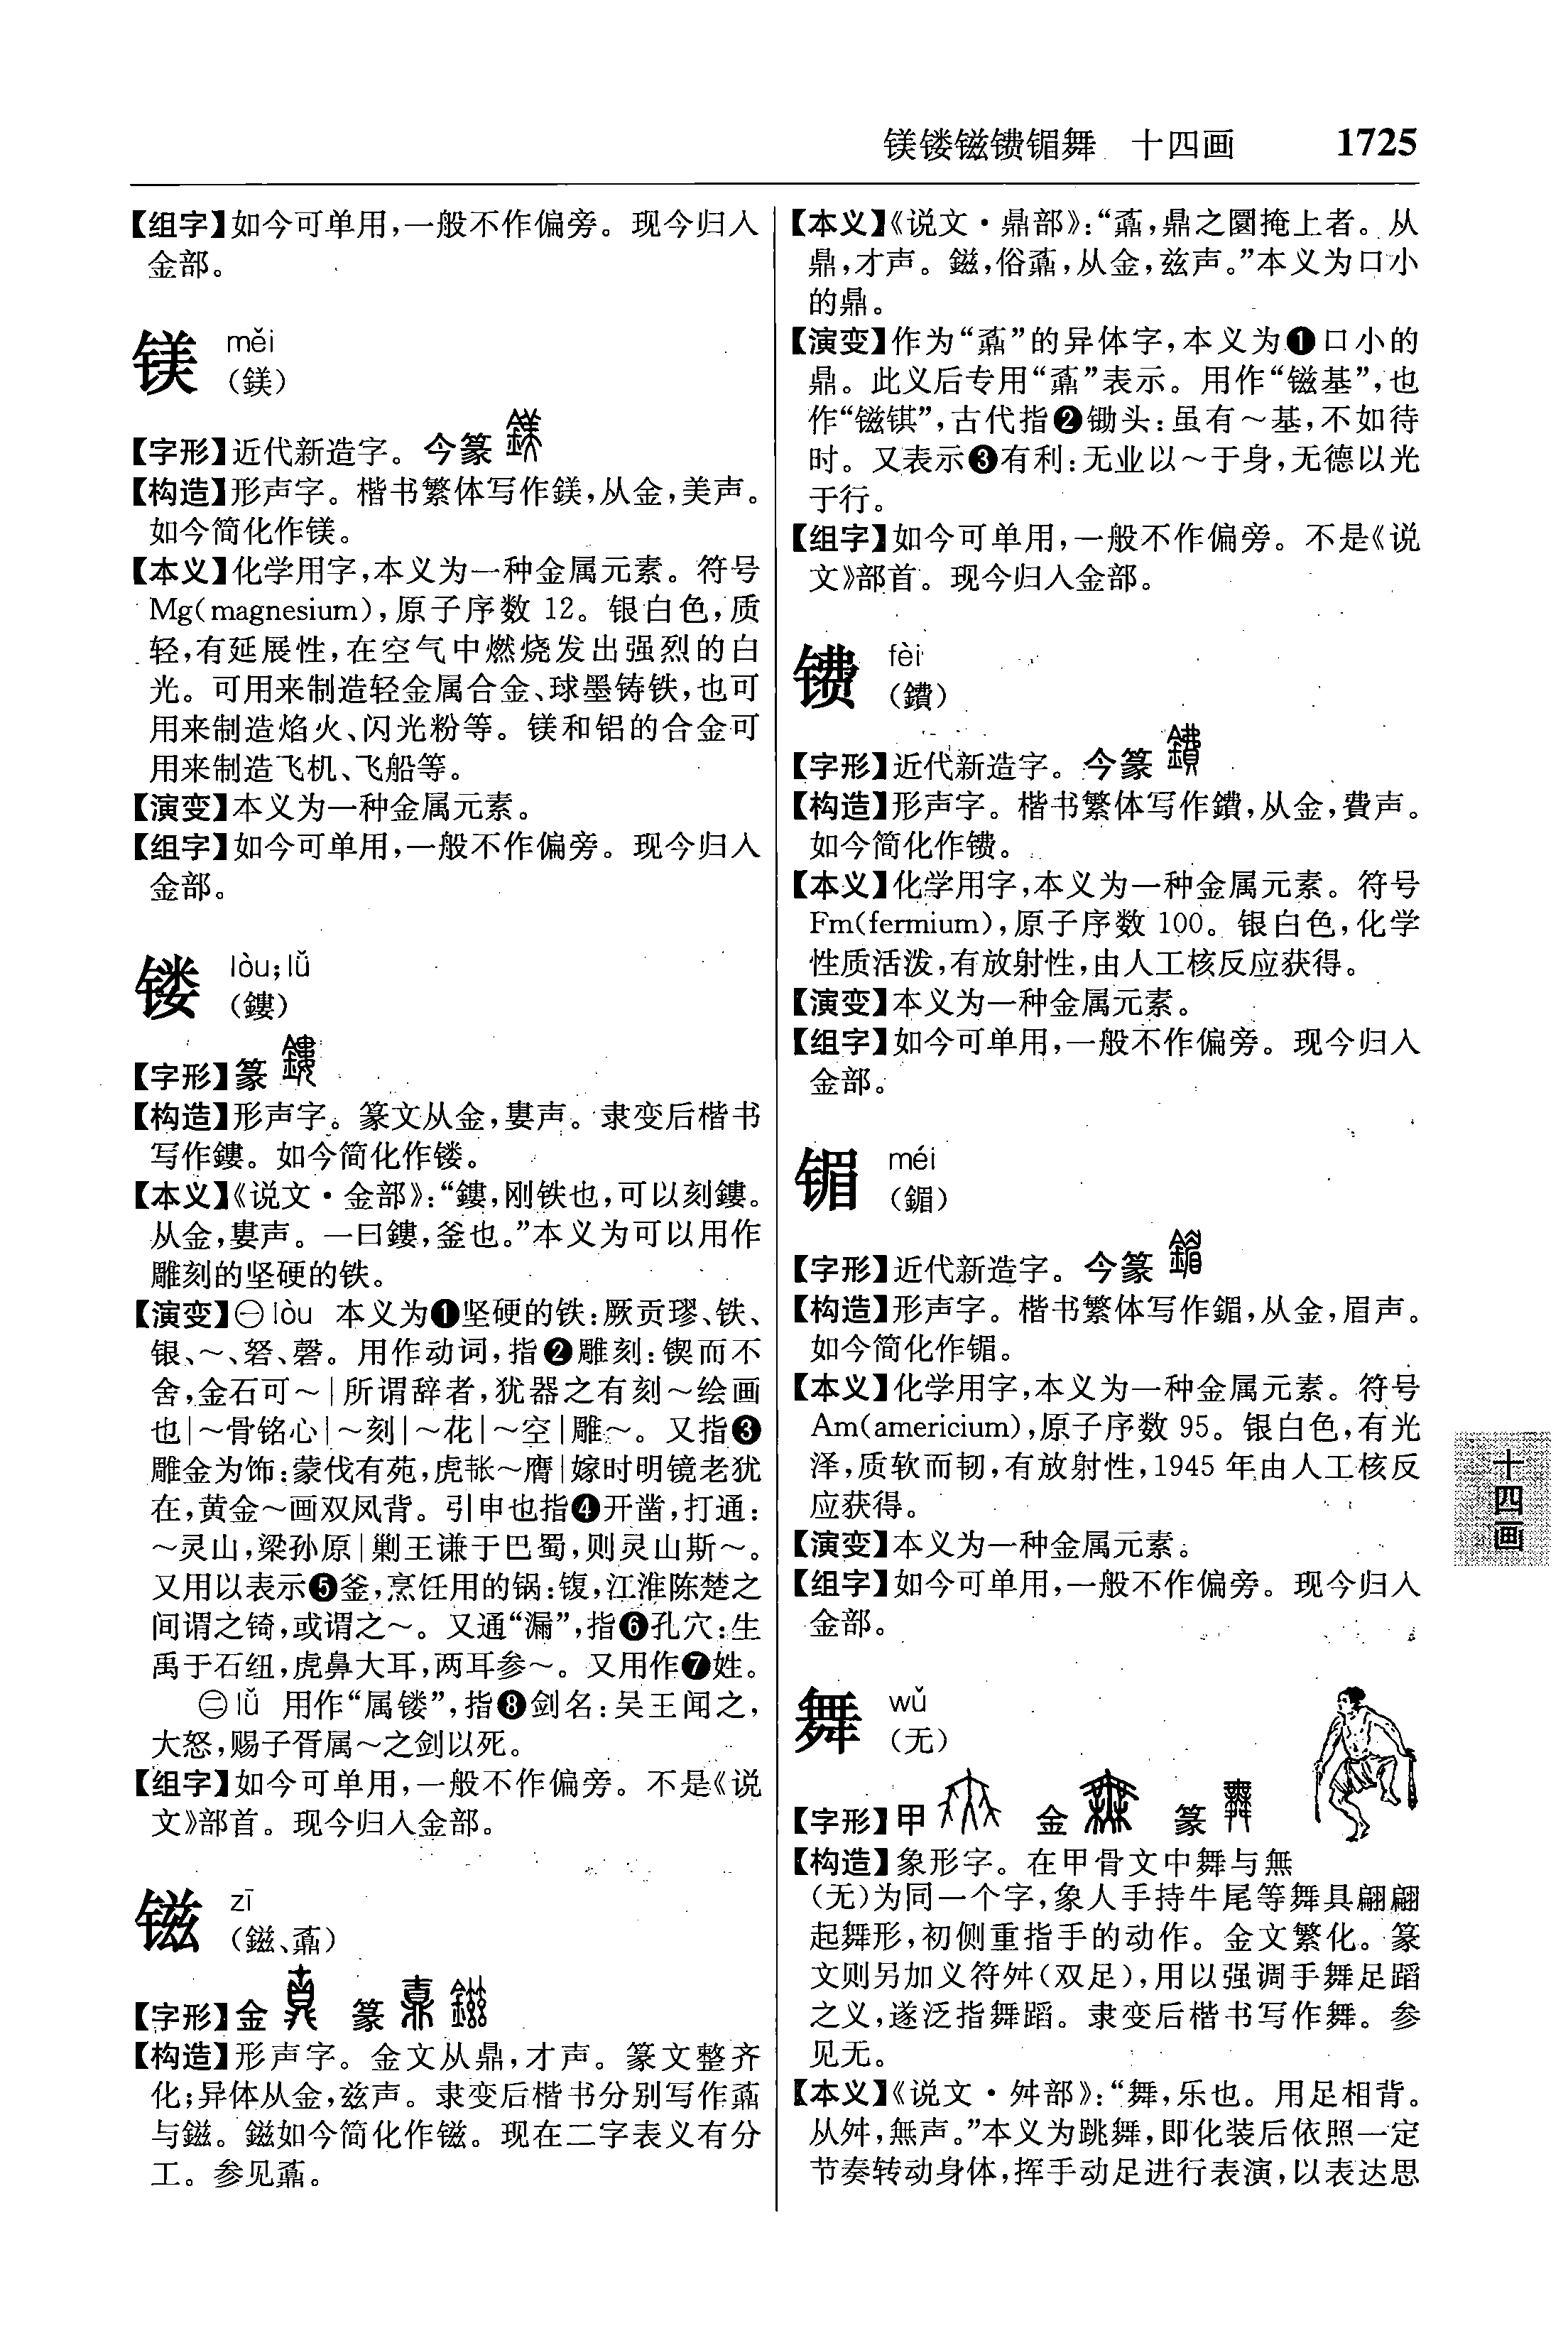 镁镂镃镄镅舞 十四画 1725
【组字】如今可单用,一般不作偏旁。现今归入
金部。
镁 měi
(鎂)
【字形】近代新造字。今篆
【构造】形声字。楷书繁体写作鎂,从金,美声。
如今简化作镁。
【本义】化学用字,本义为一种金属元素。符号
Mg(magnesium),原子序数 12。银白色,质
轻,有延展性,在空气中燃烧发出强烈的白
光。可用来制造轻金属合金、球墨铸铁,也可
用来制造焰火、闪光粉等。镁和铝的合金可
用来制造飞机、飞船等。
【演变】本义为一种金属元素。
【组字】如今可单用,一般不作偏旁。现今归入
金部。
镂 lòu;lǚ
(鏤)
【字形】篆
【构造】形声字。篆文从金,婁声。隶变后楷书
写作鏤。如今简化作镂。
【本义】《说文·金部》:“鏤,刚铁也,可以刻鏤。
从金,婁声。一曰鏤,釜也。”本义为可以用作
雕刻的坚硬的铁。
【演变】㊀lòu 本义为❶坚硬的铁:厥贡璆、铁、
银、～、砮、磬。用作动词,指❷雕刻:锲而不
舍,金石可～|所谓辞者,犹器之有刻～绘画
也|～骨铭心|～刻|～花|～空|雕～。又指❸
雕金为饰:蒙伐有苑,虎韔～膺|嫁时明镜老犹
在,黄金～画双凤背。引申也指❹开凿,打通:
～灵山,梁孙原|剿王谦于巴蜀,则灵山斯～。
又用以表示❺釜,烹饪用的锅:鍑,江淮陈楚之
间谓之锜,或谓之～。又通“漏”,指❻孔穴:生
禹于石纽,虎鼻大耳,两耳参～。又用作❼姓。
㊁lǚ 用作“属镂”,指❽剑名:吴王闻之,
大怒,赐子胥属～之剑以死。
【组字】如今可单用,一般不作偏旁。不是《说
文》部首。现今归入金部。
镃 zī
(鎡、鼒)
【字形】金 篆
【构造】形声字。金文从鼎,才声。篆文整齐
化;异体从金,兹声。隶变后楷书分别写作鼒
与鎡。鎡如今简化作镃。现在二字表义有分
工。参见鼒。
【本义】《说文·鼎部》:“鼒,鼎之圜掩上者。从
鼎,才声。鎡,俗鼒,从金,兹声。”本义为口小
的鼎。
【演变】作为“鼒”的异体字,本义为❶口小的
鼎。此义后专用“鼒”表示。用作“镃基”,也
作“镃锜”,古代指❷锄头:虽有～基,不如待
时。又表示❸有利:无业以～于身,无德以光
于行。
【组字】如今可单用,一般不作偏旁。不是《说
文》部首。现今归入金部。
镄 fèi
(鐨)
【字形】近代新造字。今篆
【构造】形声字。楷书繁体写作鐨,从金,費声。
如今简化作镄。
【本义】化学用字,本义为一种金属元素。符号
Fm(fermium),原子序数 100。银白色,化学
性质活泼,有放射性,由人工核反应获得。
【演变】本义为一种金属元素。
【组字】如今可单用,一般不作偏旁。现今归入
金部。
镅 méi
(鎇)
【字形】近代新造字。今篆
【构造】形声字。楷书繁体写作鎇,从金,眉声。
如今简化作镅。
【本义】化学用字,本义为一种金属元素。符号
Am(americium),原子序数 95。银白色,有光
泽,质软而韧,有放射性,1945 年由人工核反
应获得。
【演变】本义为一种金属元素。
【组字】如今可单用,一般不作偏旁。现今归入
金部。
舞 wǔ
(无)
【字形】甲 金 篆
【构造】象形字。在甲骨文中舞与無
(无)为同一个字,象人手持牛尾等舞具翩翩
起舞形,初侧重指手的动作。金文繁化。篆
文则另加义符舛(双足),用以强调手舞足蹈
之义,遂泛指舞蹈。隶变后楷书写作舞。参
见无。
【本义】《说文·舛部》:“舞,乐也。用足相背。
从舛,無声。”本义为跳舞,即化装后依照一定
节奏转动身体,挥手动足进行表演,以表达思
十四画